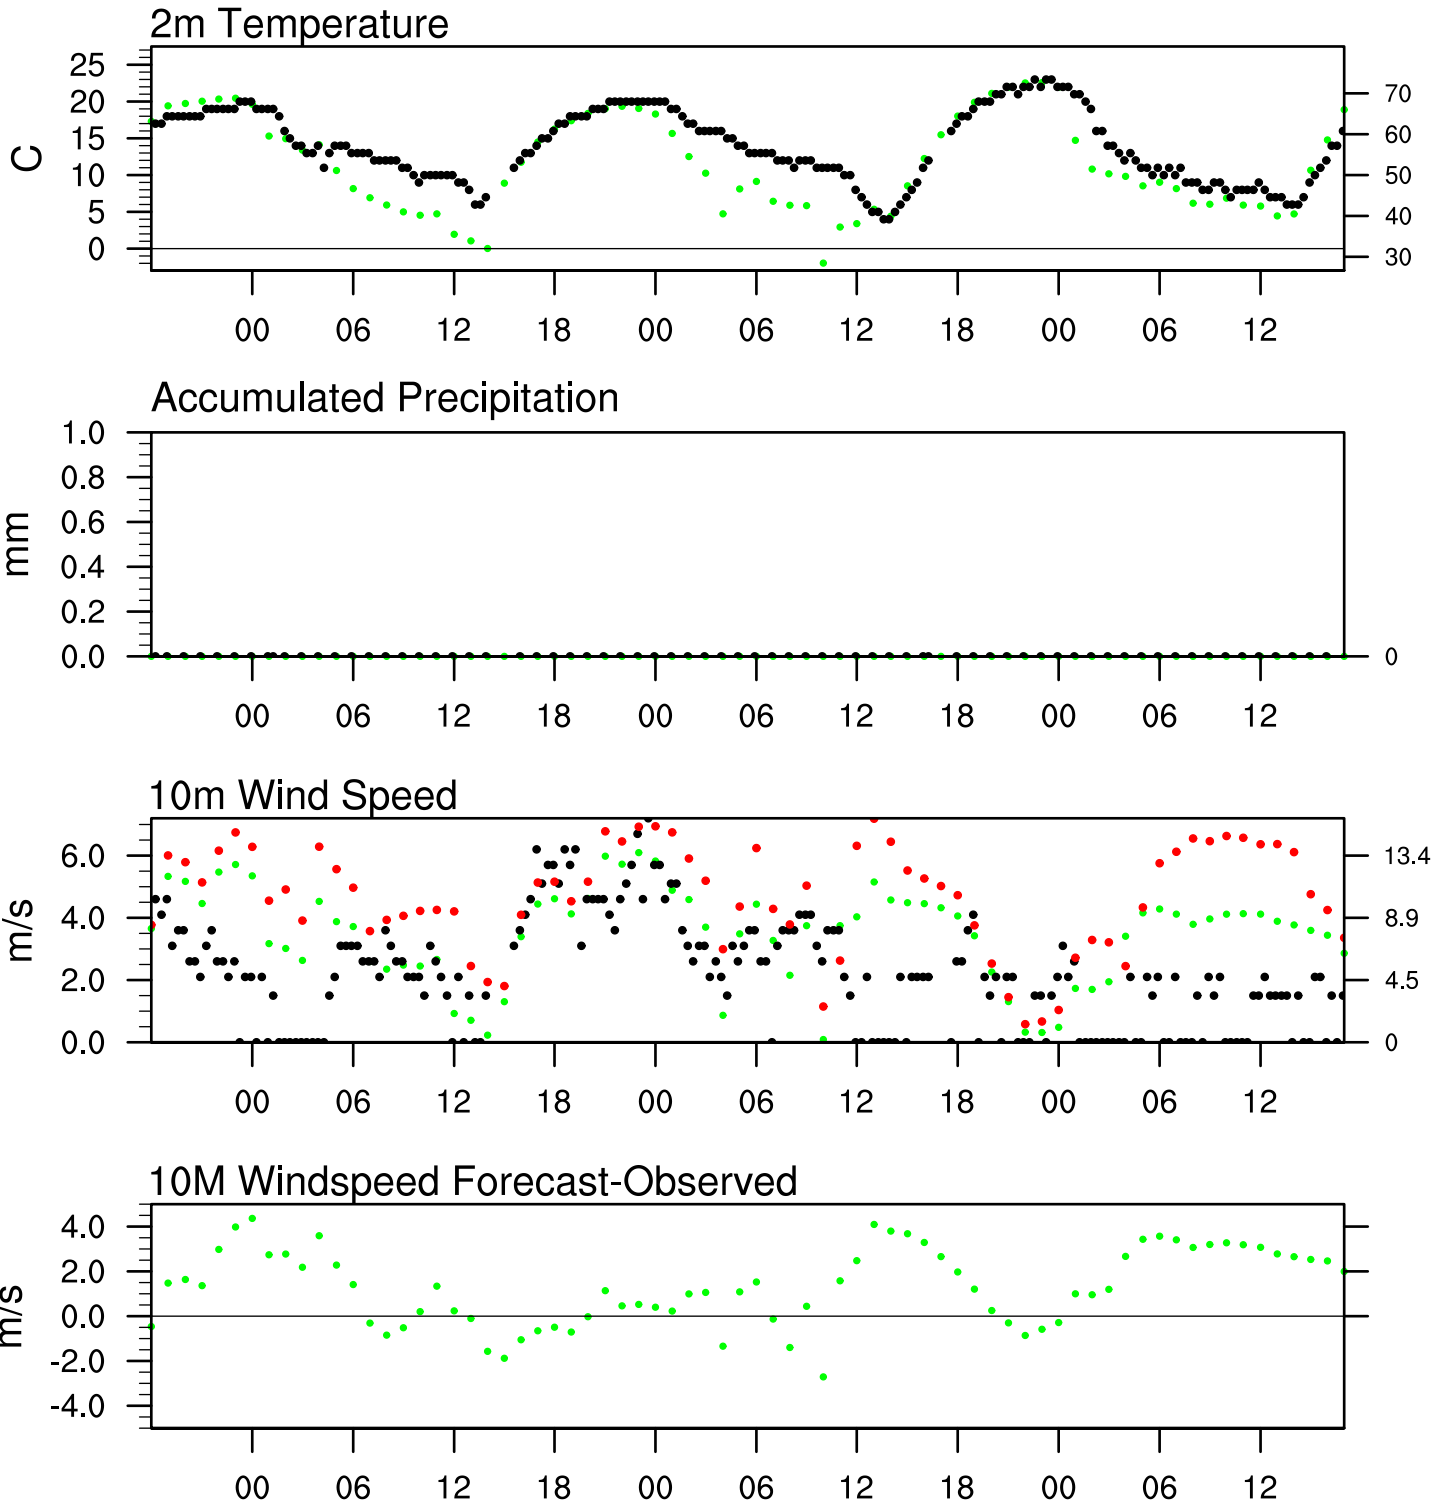 2m Temperature
25
20
15
10
5
0
C
70
60
50
40
30
00 06 12 18 00 06 12 18 00 06 12
Accumulated Precipitation
1.0
0.8
0.6
0.4
0.2
0.0
mm
0
00 06 12 18 00 06 12 18 00 06 12
10m Wind Speed
6.0
4.0
2.0
0.0
m/s
13.4
8.9
4.5
0
00 06 12 18 00 06 12 18 00 06 12
10M Windspeed Forecast-Observed
4.0
2.0
0.0
-2.0
-4.0
m/s
00 06 12 18 00 06 12 18 00 06 12